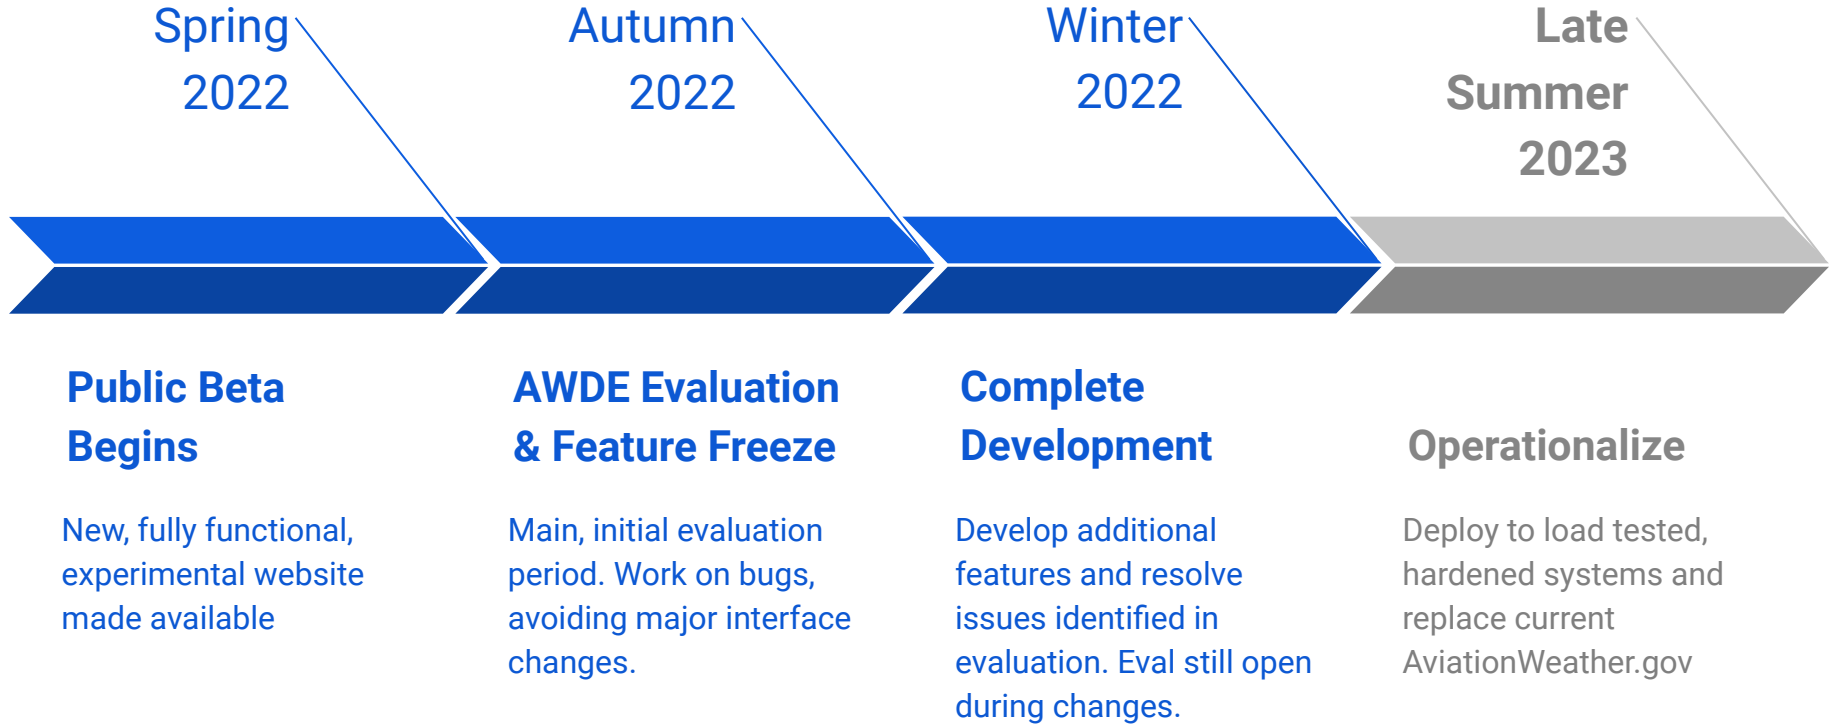 Spring
2022
Autumn
2022
Winter
2022
Late
Summer
2023
Public Beta
Begins
New, fully functional,
experimental website
made available
AWDE Evaluation
& Feature Freeze
Main, initial evaluation
period. Work on bugs,
avoiding major interface
changes.
Complete
Development
Develop additional
features and resolve
issues identified in
evaluation. Eval still open
during changes.
Operationalize
Deploy to load tested,
hardened systems and
replace current
AviationWeather.gov